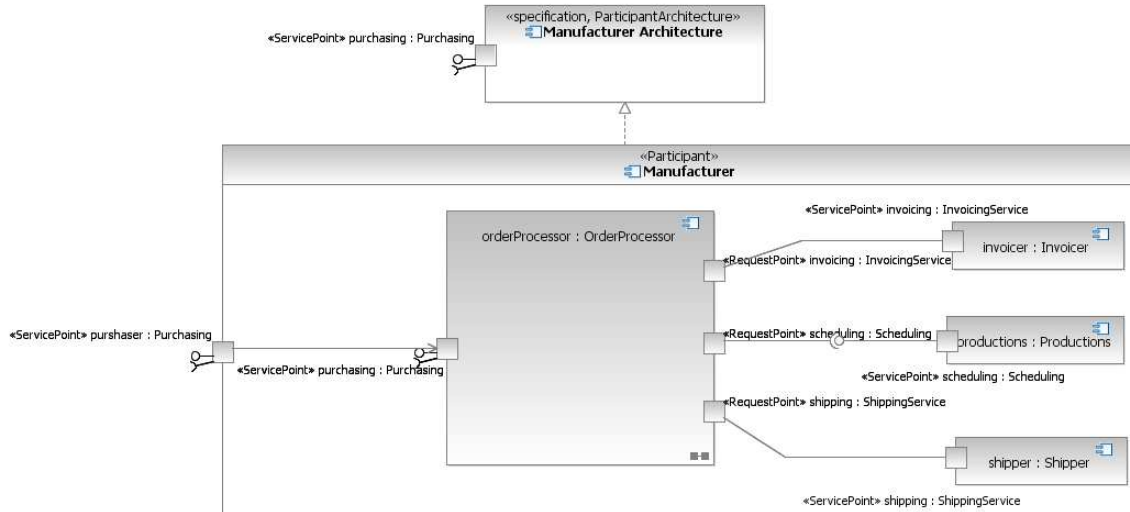 «specification, ParticipantArchitecture»
Manufacturer Architecture
«ServicePoint» purchasing : Purchasing
«Participant»
Manufacturer
«ServicePoint» invoicing : InvoicingService
orderProcessor : OrderProcessor
invoicer : Invoicer
«RequestPoint» invoicing : InvoicingService
«ServicePoint» purshaser : Purchasing
«RequestPoint» scheduling : Scheduling
productions : Productions
«ServicePoint» purchasing : Purchasing
«ServicePoint» scheduling : Scheduling
«RequestPoint» shipping : ShippingService
shipper : Shipper
«ServicePoint» shipping : ShippingService